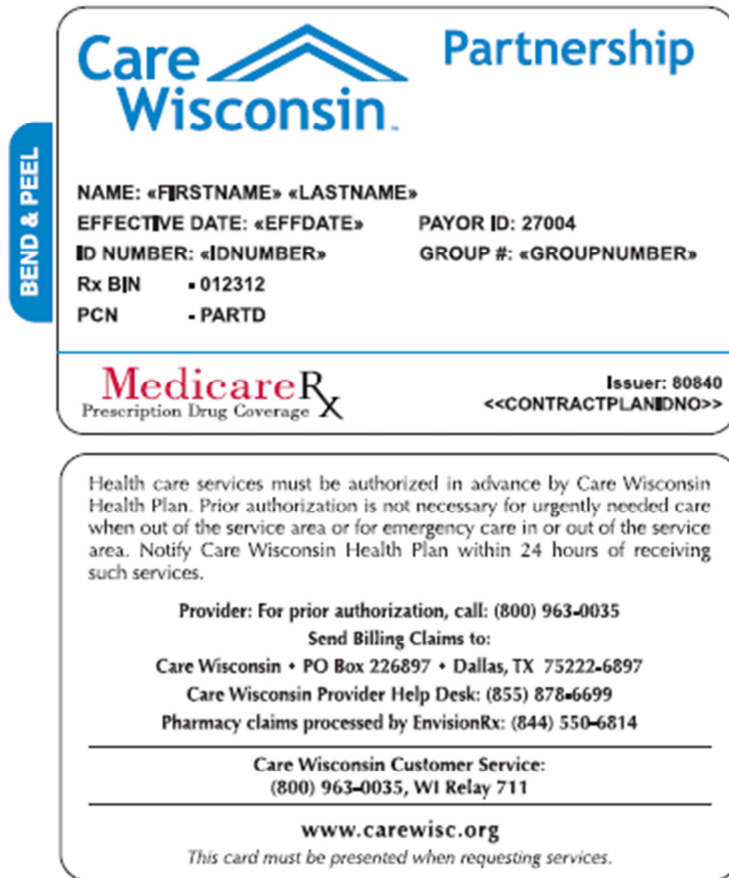 Care
Wisconsin™
Partnership
BEND & PEEL
NAME: «FIRSTNAME» «LASTNAME»
EFFECTIVE DATE: «EFFDATE» PAYOR ID: 27004
ID NUMBER: «IDNUMBER» GROUP #: «GROUPNUMBER»
Rx BIN - 012312
PCN - PARTD
MedicareRx
Prescription Drug Coverage
Issuer: 80840
<<CONTRACTPLANIDNO>>
Health care services must be authorized in advance by Care Wisconsin
Health Plan. Prior authorization is not necessary for urgently needed care
when out of the service area or for emergency care in or out of the service
area. Notify Care Wisconsin Health Plan within 24 hours of receiving
such services.
Provider: For prior authorization, call: (800) 963-0035
Send Billing Claims to:
Care Wisconsin • PO Box 226897 • Dallas, TX 75222-6897
Care Wisconsin Provider Help Desk: (855) 878-6699
Pharmacy claims processed by EnvisionRx: (844) 550-6814
Care Wisconsin Customer Service:
(800) 963-0035, WI Relay 711
www.carewisc.org
This card must be presented when requesting services.